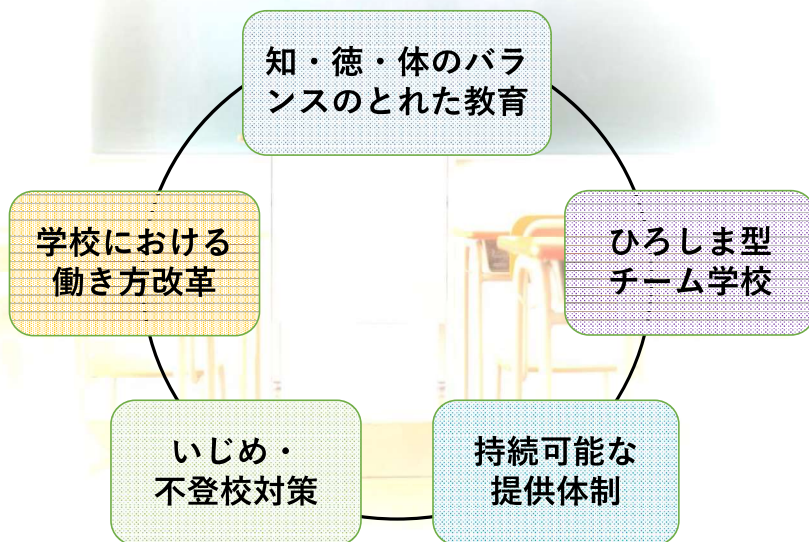 知・徳・体のバラ
ンスのとれた教育
学校における
働き方改革
ひろしま型
チーム学校
いじめ・
不登校対策
持続可能な
提供体制